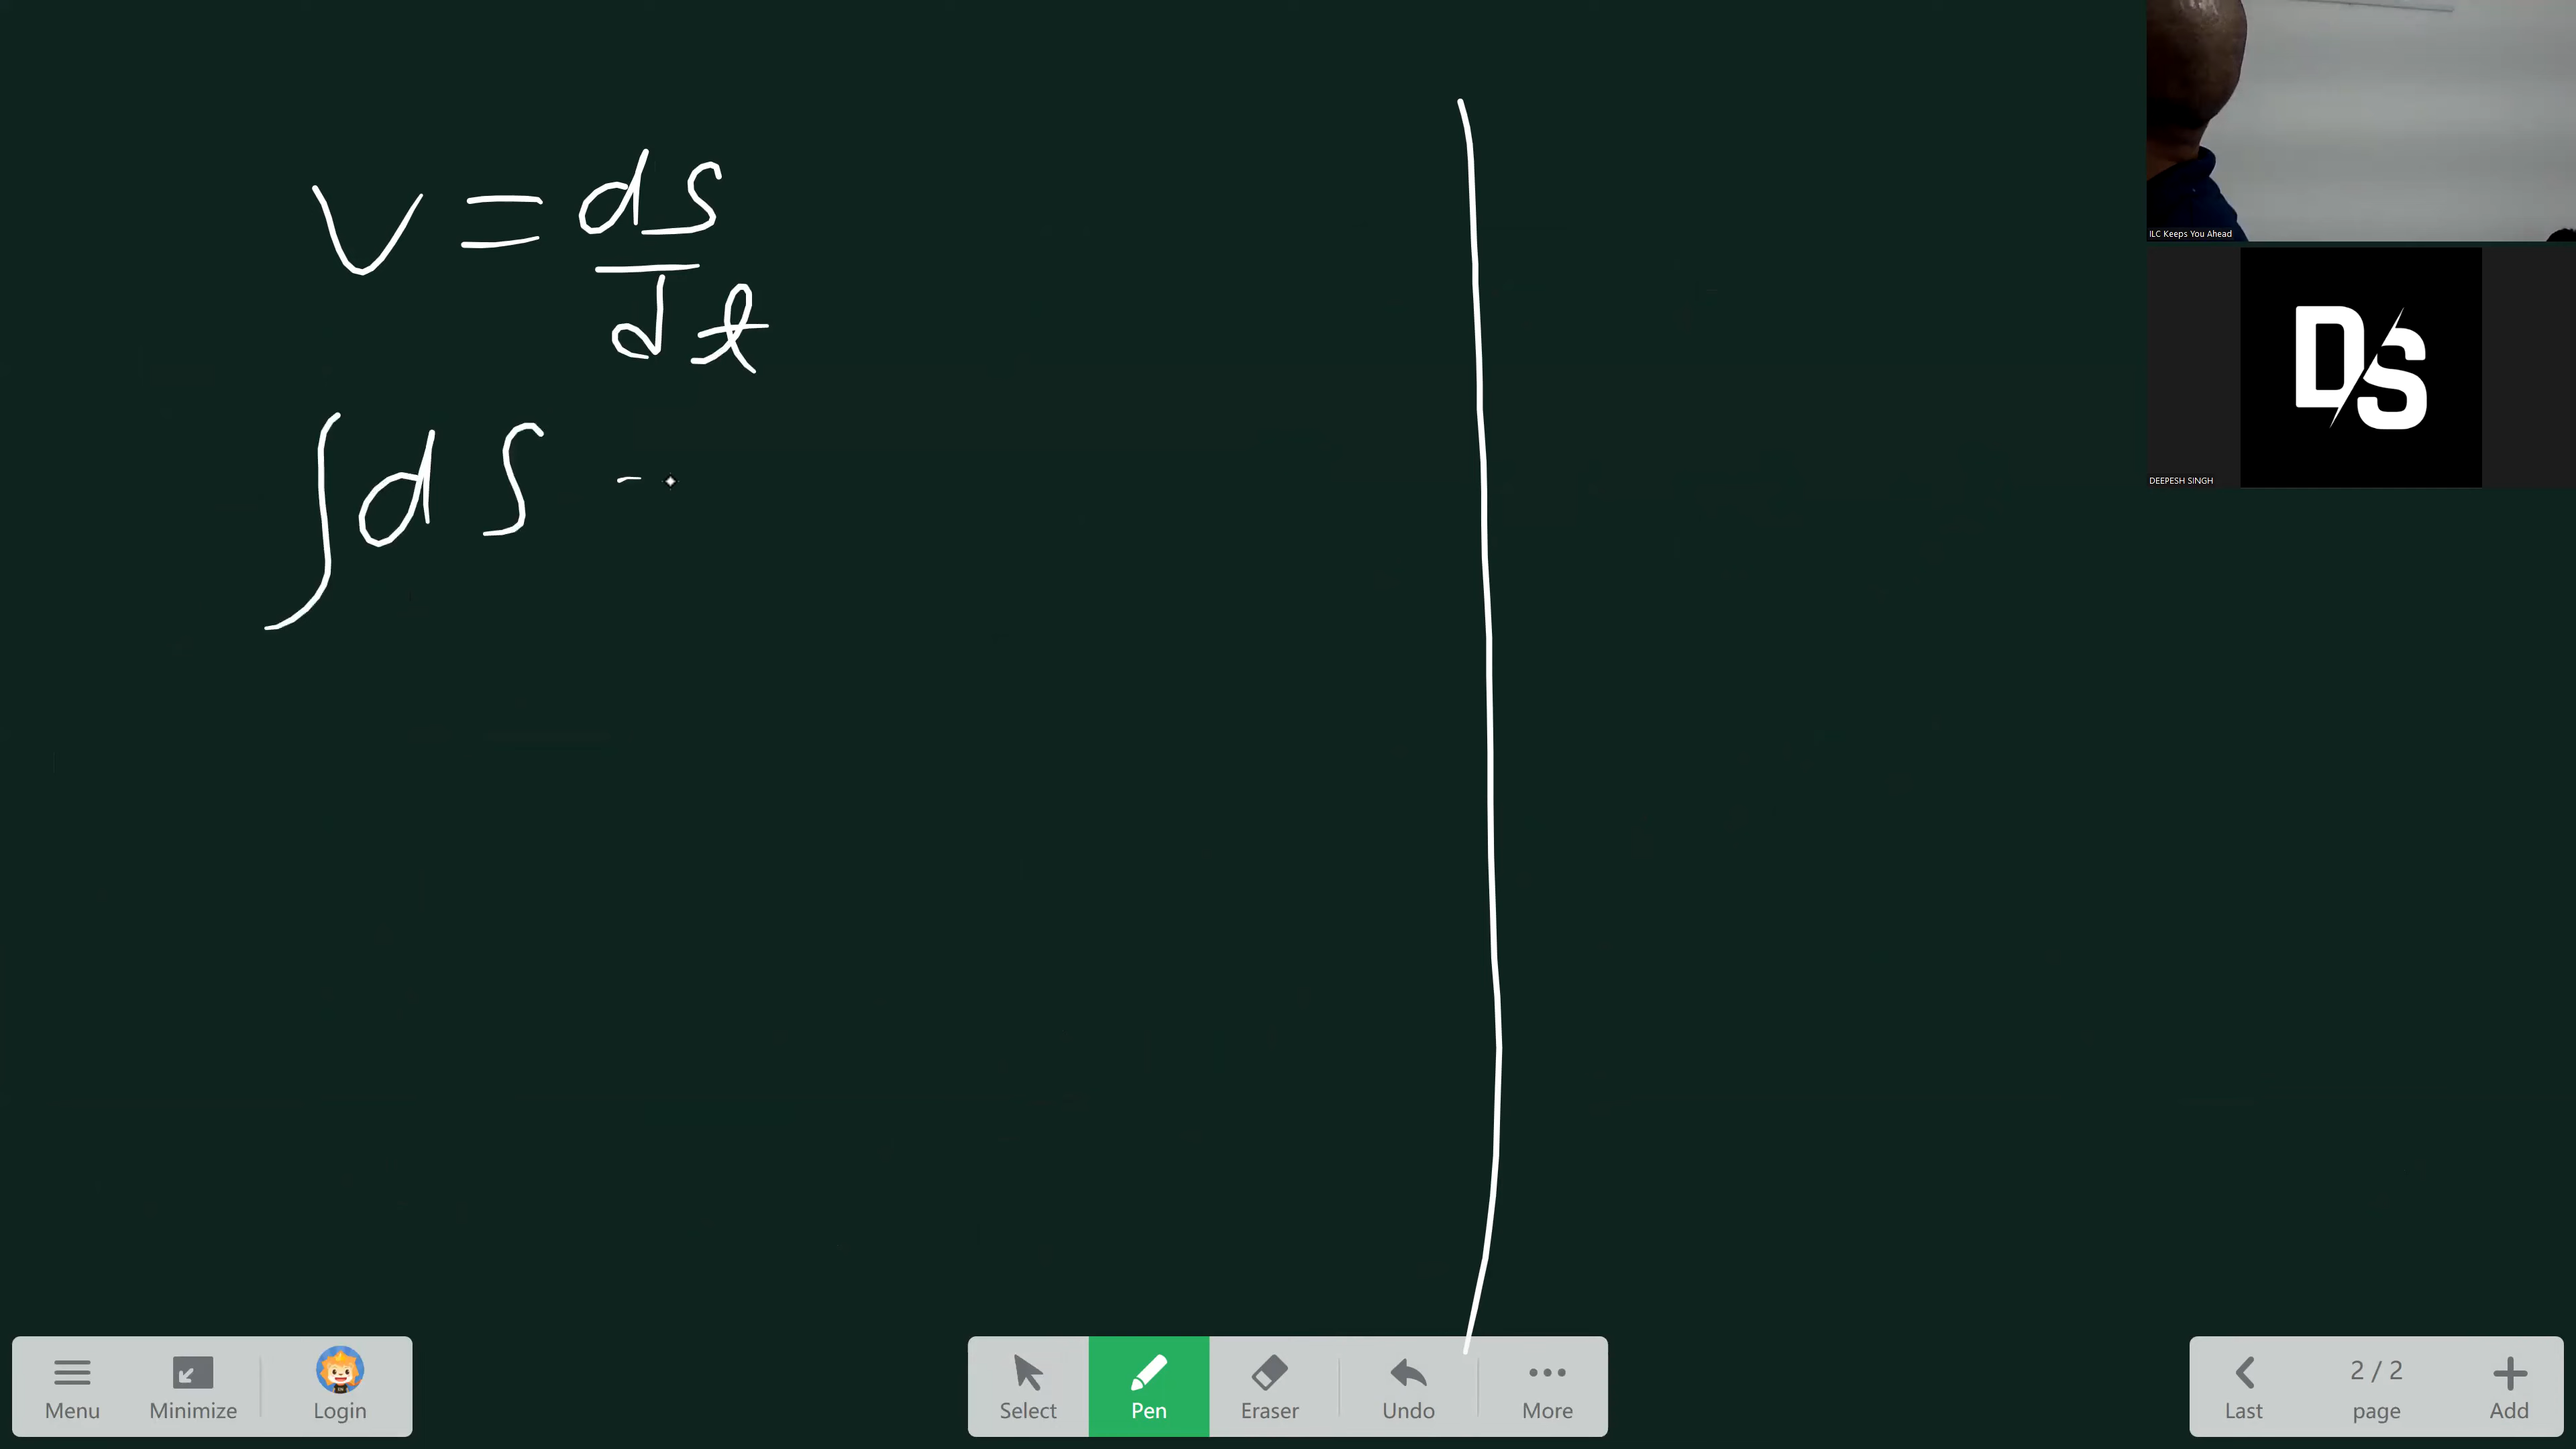 v = ds
dt
∫ds -
ILC Keeps You Ahead
DS
DEEPESH SINGH
Menu Minimize Login Select Pen Eraser Undo More Last 2 / 2 page Add